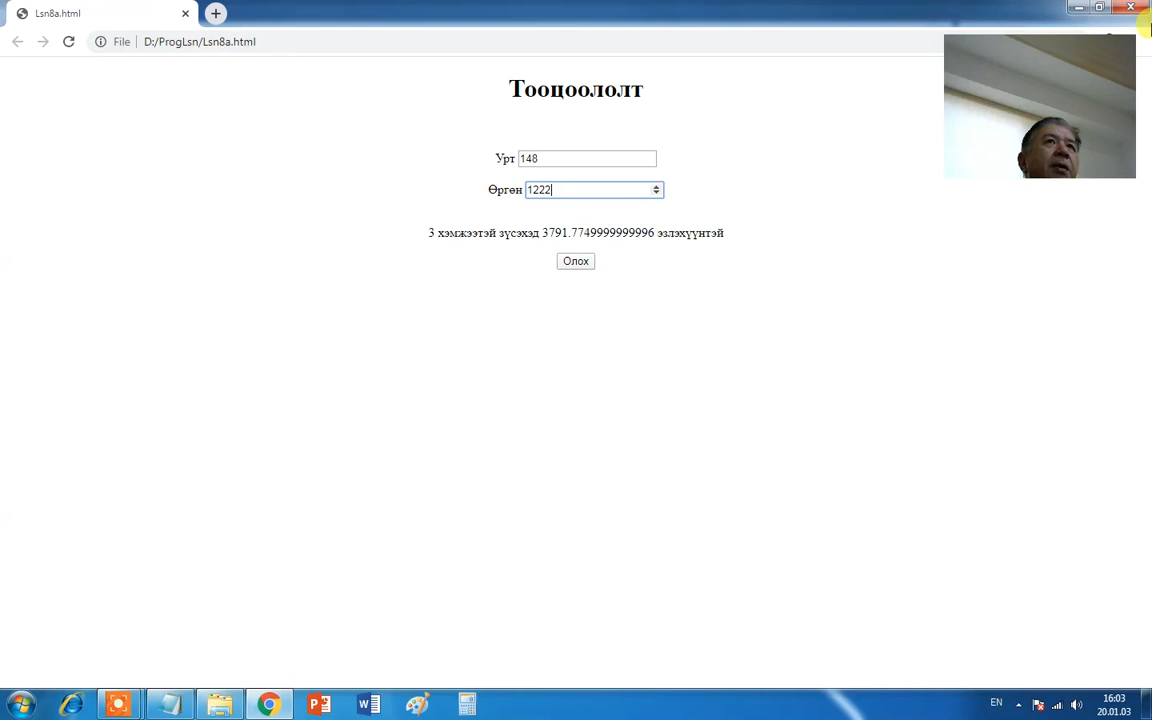 Lsn8a.html
File
D:/ProgLsn/Lsn8a.html
Тооцоололт
Урт 148
Өргөн 1222
3 хэмжээтэй зүсэхэд 3791.7749999999996 эзлэхүүнтэй
Олох
EN
16:03
20.01.03